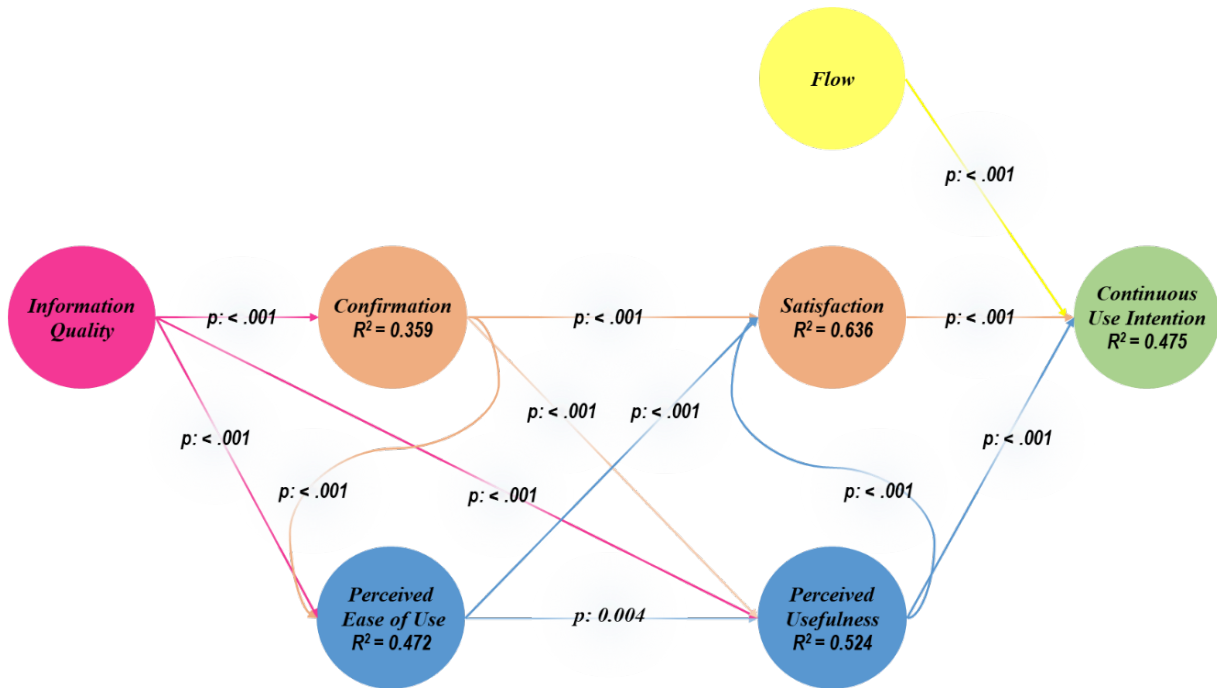 Flow
p: < .001
Information
Quality
p: < .001
Confirmation
R² = 0.359
p: < .001
Satisfaction
R² = 0.636
p: < .001
Continuous
Use Intention
R² = 0.475
p: < .001
p: < .001
p: < .001
p: < .001
p: < .001
p: < .001
p: < .001
Perceived
Ease of Use
R² = 0.472
p: 0.004
Perceived
Usefulness
R² = 0.524